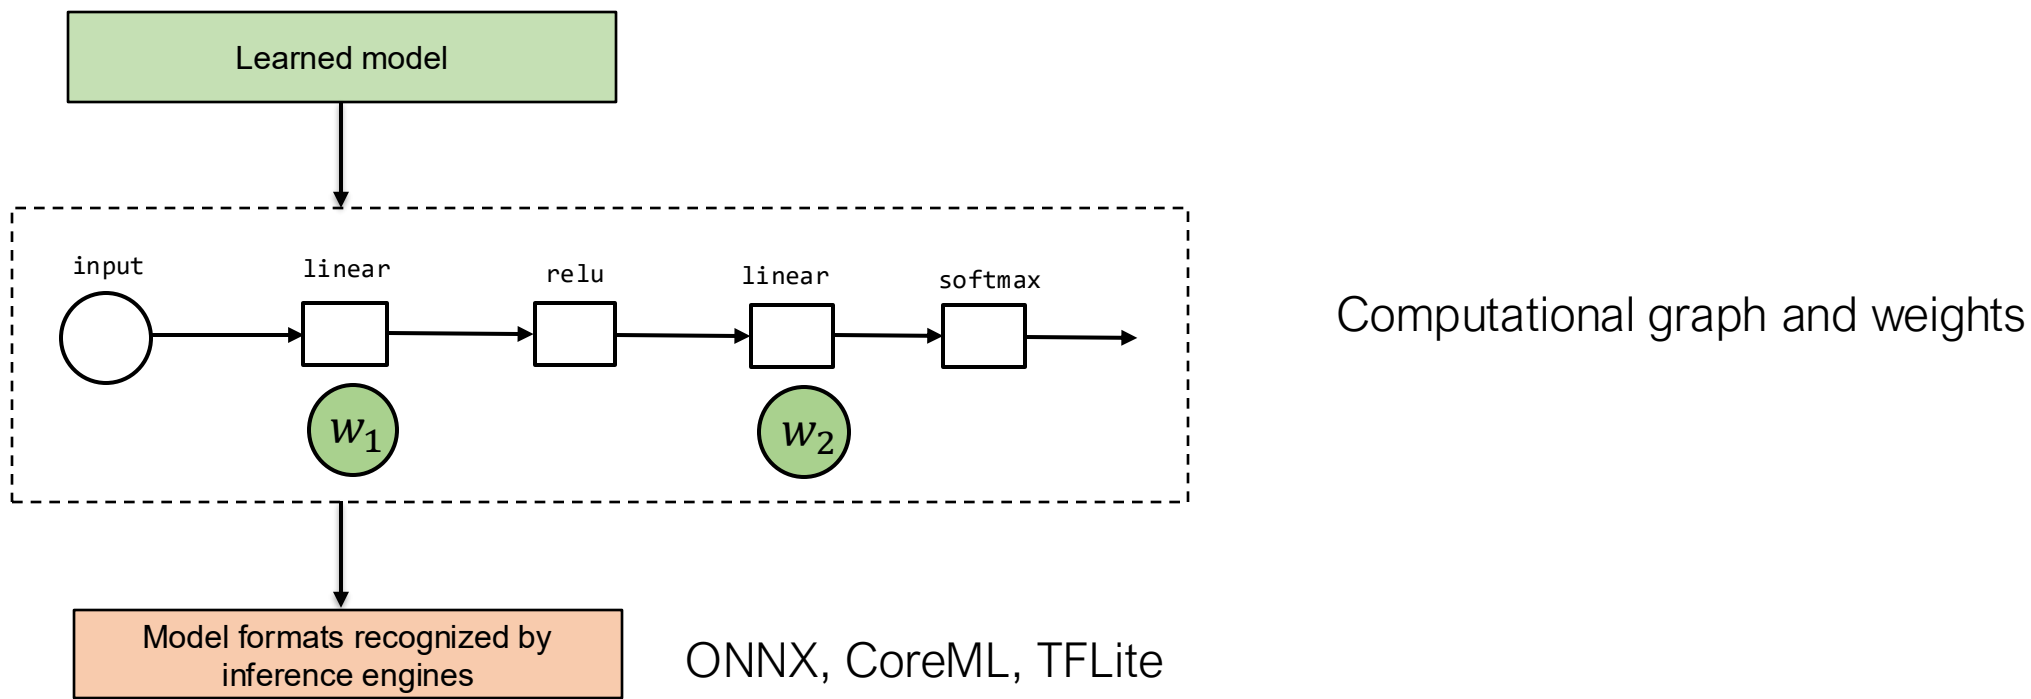 Learned model
input
linear
relu
linear
softmax
w₁
w₂
Computational graph and weights
Model formats recognized by
inference engines
ONNX, CoreML, TFLite